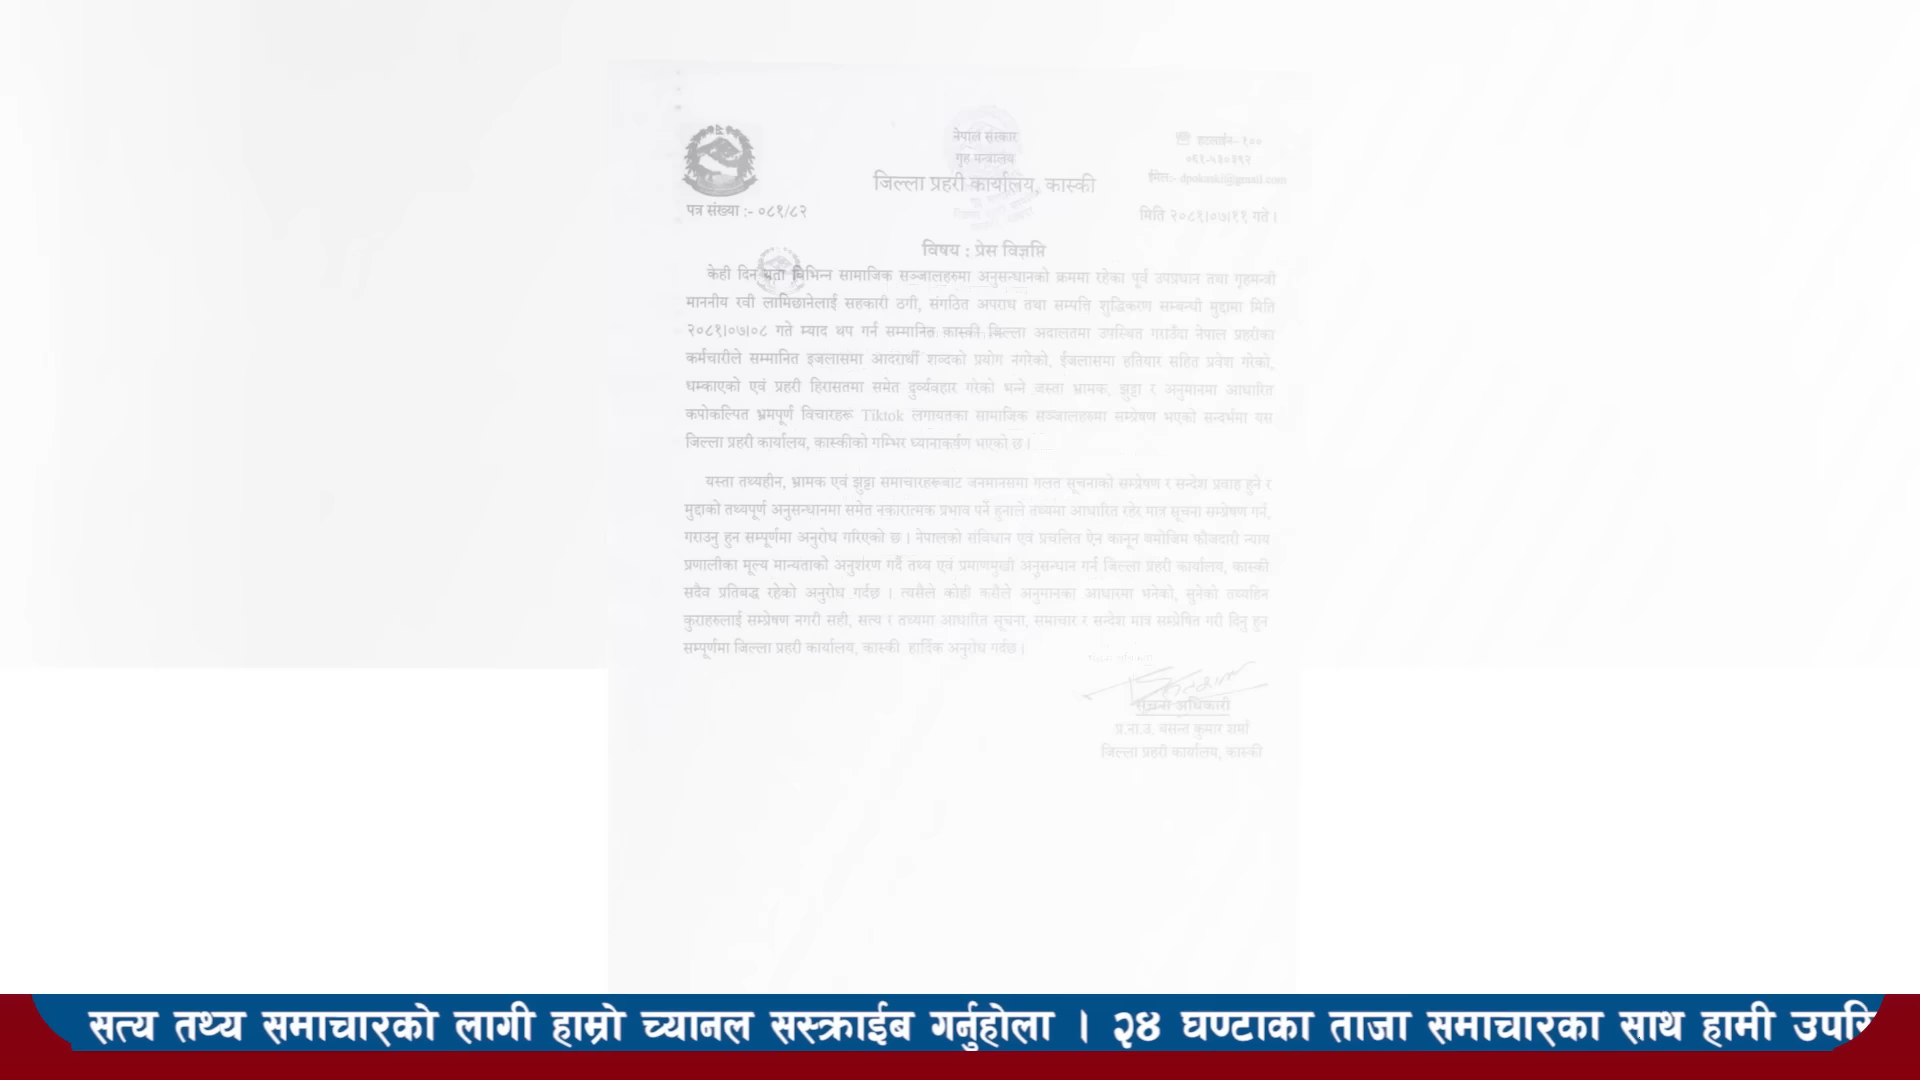 नेपाल सरकार
गृह मन्त्रालय
जिल्ला प्रहरी कार्यालय, कास्की
हटलाईन- १००
०६१-५३०३९२
ईमेल:- dpokaski@gmail.com
पत्र संख्या :- ०८१/८२
मिति २०८१।०७।११ गते।
विषय : प्रेस विज्ञप्ति
केही दिन यता विभिन्न सामाजिक सञ्जालहरुमा अनुसन्धानको क्रममा रहेका पूर्व उपप्रधान तथा गृहमन्त्री
माननीय रवी लामिछानेलाई सहकारी ठगी, संगठित अपराध तथा सम्पत्ति शुद्धिकरण सम्बन्धी मुद्दामा मिति
२०८१।०७।०८ गते म्याद थप गर्न सम्मानित कास्की जिल्ला अदालतमा उपस्थित गराउँदा नेपाल प्रहरीका
कर्मचारीले सम्मानित इजलासमा आदरार्थी शब्दको प्रयोग नगरेको, ईजलासमा हतियार सहित प्रवेश गरेको,
धम्काएको एवं प्रहरी हिरासतमा समेत दुर्व्यवहार गरेको भन्ने जस्ता भ्रामक, झुठ्ठा र अनुमानमा आधारित
कपोकल्पित भ्रमपूर्ण विचारहरू Tiktok लगायतका सामाजिक सञ्जालहरुमा सम्प्रेषण भएको सन्दर्भमा यस
जिल्ला प्रहरी कार्यालय, कास्कीको गम्भिर ध्यानाकर्षण भएको छ।
यस्ता तथ्यहीन, भ्रामक एवं झुठ्ठा समाचारहरूबाट जनमानसमा गलत सूचनाको सम्प्रेषण र सन्देश प्रवाह हुने र
मुद्दाको तथ्यपूर्ण अनुसन्धानमा समेत नकारात्मक प्रभाव पर्ने हुनाले तथ्यमा आधारित रहेर मात्र सूचना सम्प्रेषण गर्न,
गराउनु हुन सम्पूर्णमा अनुरोध गरिएको छ। नेपालको संविधान एवं प्रचलित ऐन कानून बमोजिम फौजदारी न्याय
प्रणालीका मूल्य मान्यताको अनुशरण गर्दै तथ्य एवं प्रमाणमुखी अनुसन्धान गर्न जिल्ला प्रहरी कार्यालय, कास्की
सदैव प्रतिबद्ध रहेको अनुरोध गर्दछ। त्यसैले कोही कसैले अनुमानका आधारमा भनेको, सुनेको तथ्यहिन
कुराहरुलाई सम्प्रेषण नगरी सही, सत्य र तथ्यमा आधारित सूचना, समाचार र सन्देश मात्र सम्प्रेषित गरी दिनु हुन
सम्पूर्णमा जिल्ला प्रहरी कार्यालय, कास्की हार्दिक अनुरोध गर्दछ।
सूचना अधिकारी
प्र.ना.उ. बसन्त कुमार शर्मा
जिल्ला प्रहरी कार्यालय, कास्की
सत्य तथ्य समाचारको लागी हाम्रो च्यानल सस्क्राईब गर्नुहोला । २४ घण्टाका ताजा समाचारका साथ हामी उपस्थि